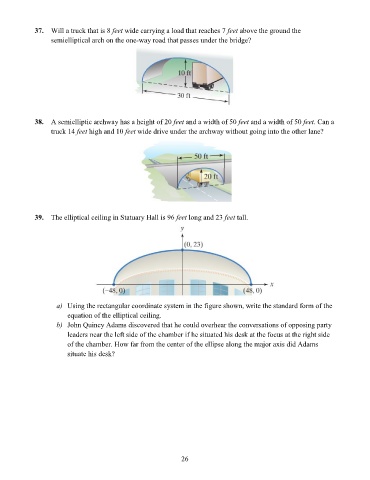 37. Will a truck that is 8 feet wide carrying a load that reaches 7 feet above the ground the
semielliptical arch on the one-way road that passes under the bridge?
10 ft
30 ft
38. A semielliptic archway has a height of 20 feet and a width of 50 feet and a width of 50 feet. Can a
truck 14 feet high and 10 feet wide drive under the archway without going into the other lane?
50 ft
20 ft
39. The elliptical ceiling in Statuary Hall is 96 feet long and 23 feet tall.
y
(0, 23)
x
(−48, 0)
(48, 0)
a) Using the rectangular coordinate system in the figure shown, write the standard form of the
equation of the elliptical ceiling.
b) John Quincy Adams discovered that he could overhear the conversations of opposing party
leaders near the left side of the chamber if he situated his desk at the focus at the right side
of the chamber. How far from the center of the ellipse along the major axis did Adams
situate his desk?
26